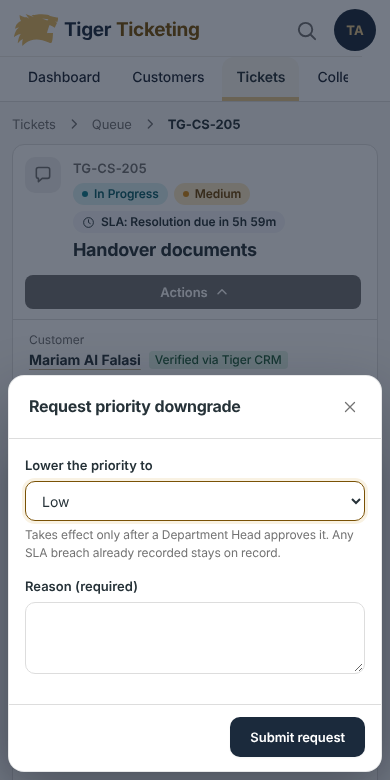 Tiger Ticketing
TA
Dashboard
Customers
Tickets
Colle
Tickets
Queue
TG-CS-205
TG-CS-205
In Progress
Medium
SLA: Resolution due in 5h 59m
Handover documents
Actions
Customer
Mariam Al Falasi
Verified via Tiger CRM
Request priority downgrade
Lower the priority to
Low
Takes effect only after a Department Head approves it. Any
SLA breach already recorded stays on record.
Reason (required)
Submit request